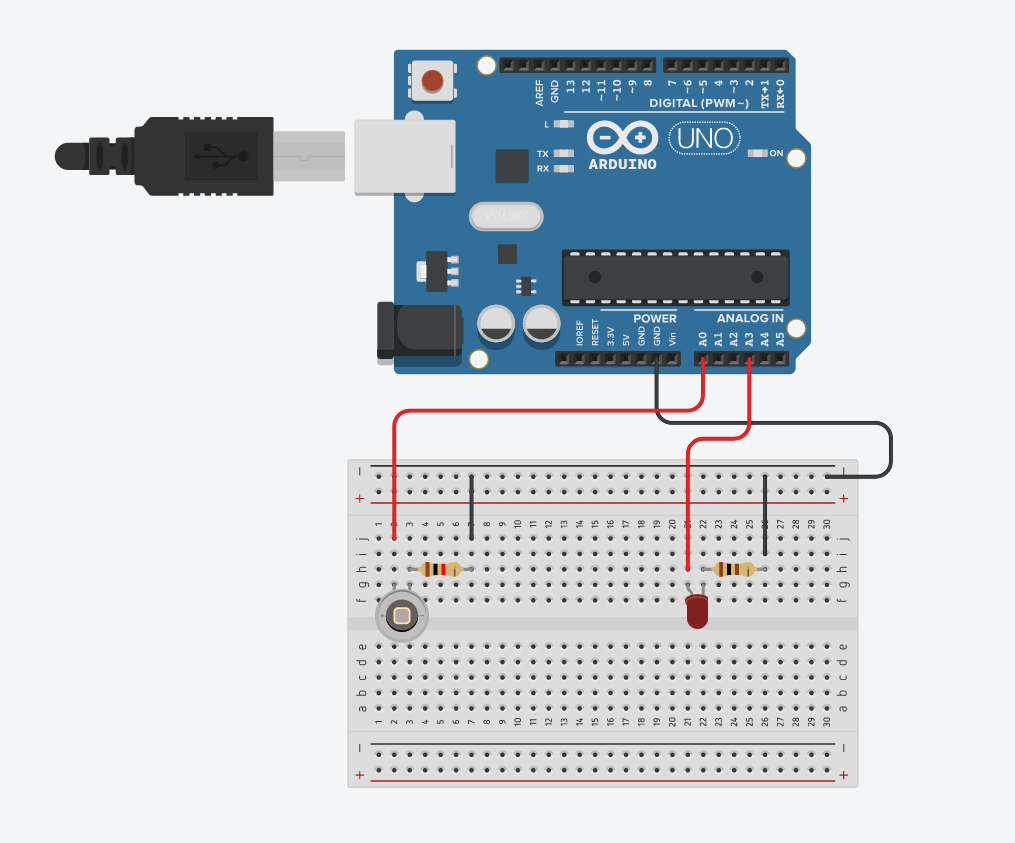 AREF
GND
13
12
~11
~10
~9
8
7
~6
~5
4
~3
2
TX→1
RX←0
DIGITAL (PWM~)
L
TX
RX
ARDUINO
UNO
ON
POWER
ANALOG IN
IOREF
RESET
3.3V
5V
GND
GND
Vin
A0
A1
A2
A3
A4
A5
− −
+ +
1 2 3 4 5 6 7 8 9 10 11 12 13 14 15 16 17 18 19 20 21 22 23 24 25 26 27 28 29 30
j j
i i
h h
g g
f f
e e
d d
c c
b b
a a
1 2 3 4 5 6 7 8 9 10 11 12 13 14 15 16 17 18 19 20 21 22 23 24 25 26 27 28 29 30
− −
+ +